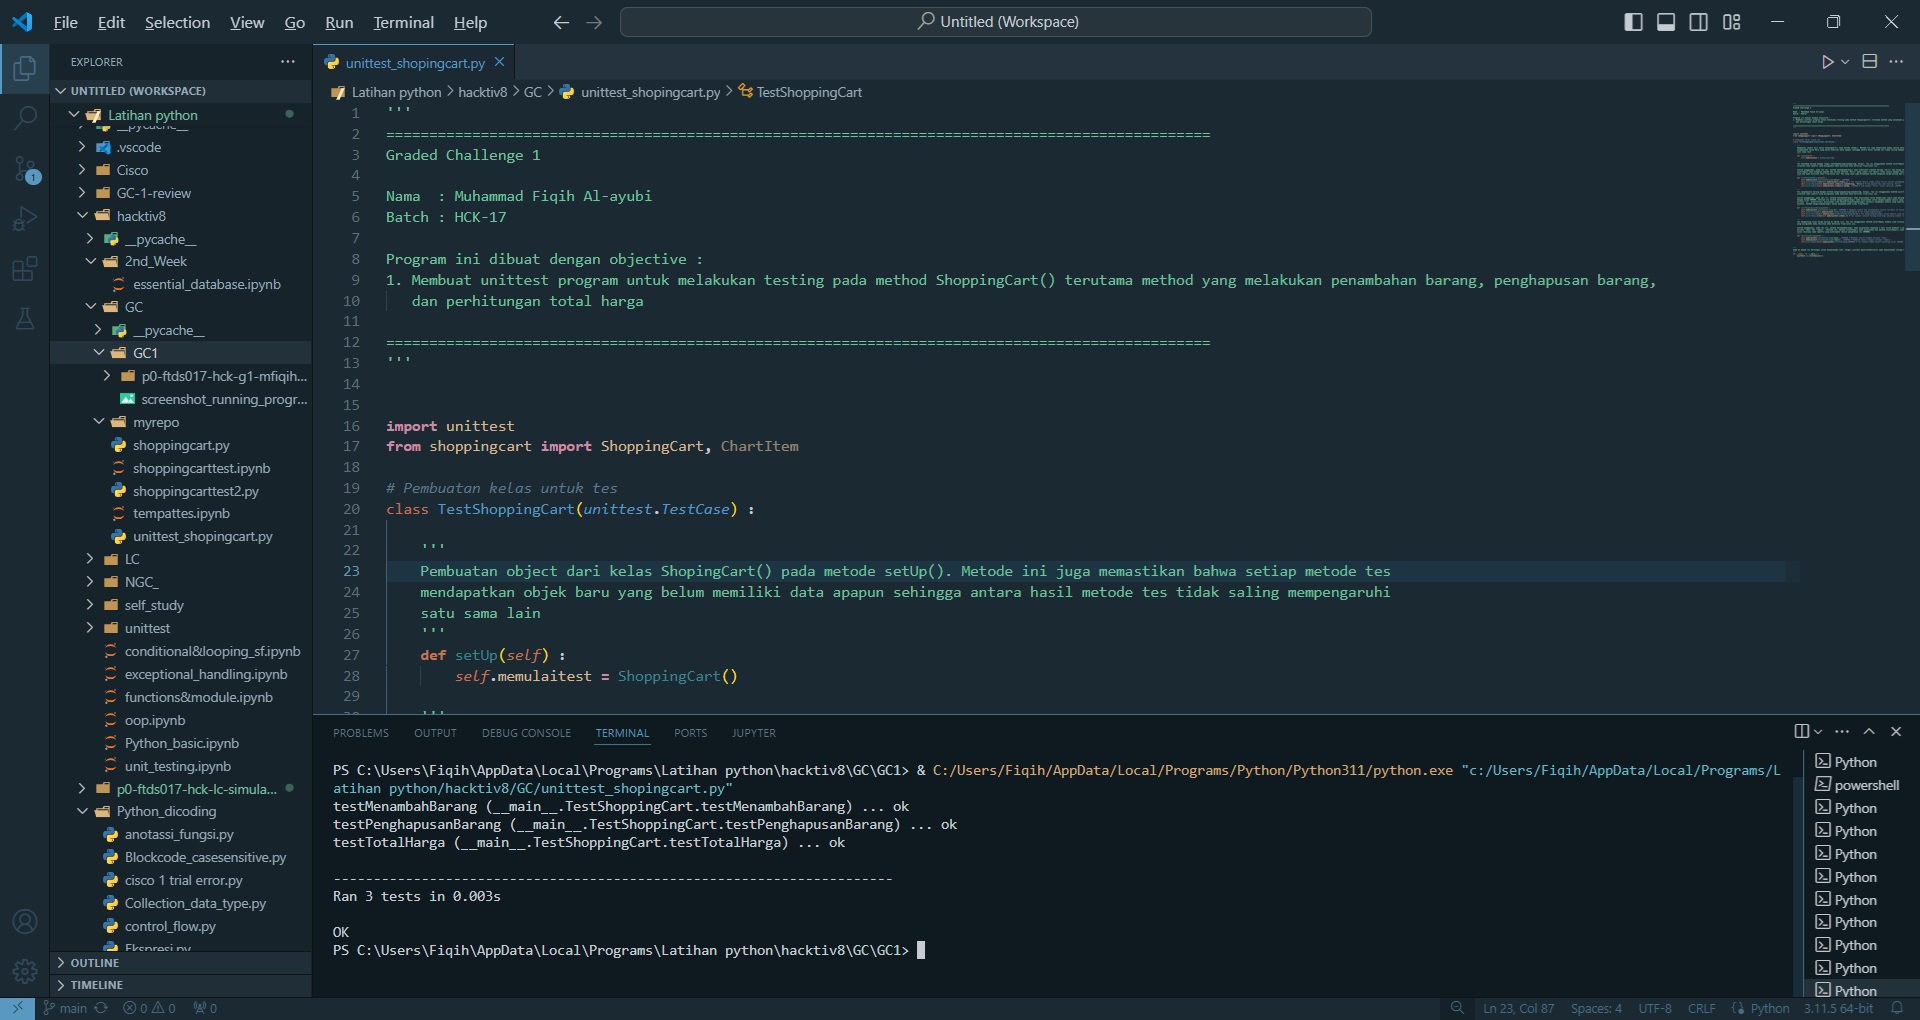 File Edit Selection View Go Run Terminal Help
Untitled (Workspace)
EXPLORER
UNTITLED (WORKSPACE)
Latihan python
__pycache__
.vscode
Cisco
GC-1-review
hacktiv8
__pycache__
2nd_Week
essential_database.ipynb
GC
__pycache__
GC1
p0-ftds017-hck-g1-mfiqih...
screenshot_running_progr...
myrepo
shoppingcart.py
shoppingcarttest.ipynb
shoppingcarttest2.py
tempattes.ipynb
unittest_shopingcart.py
LC
NGC_
self_study
unittest
conditional&looping_sf.ipynb
exceptional_handling.ipynb
functions&module.ipynb
oop.ipynb
Python_basic.ipynb
unit_testing.ipynb
p0-ftds017-hck-lc-simula...
Python_dicoding
anotassi_fungsi.py
Blockcode_casesensitive.py
cisco 1 trial error.py
Collection_data_type.py
control_flow.py
Ekspresi.py
OUTLINE
TIMELINE
unittest_shopingcart.py
Latihan python > hacktiv8 > GC > unittest_shopingcart.py > TestShoppingCart
1 '''
2 ================================================================================================
3 Graded Challenge 1
4
5 Nama  : Muhammad Fiqih Al-ayubi
6 Batch : HCK-17
7
8 Program ini dibuat dengan objective :
9 1. Membuat unittest program untuk melakukan testing pada method ShoppingCart() terutama method yang melakukan penambahan barang, penghapusan barang,
10    dan perhitungan total harga
11
12 ================================================================================================
13 '''
14
15
16 import unittest
17 from shoppingcart import ShoppingCart, ChartItem
18
19 # Pembuatan kelas untuk tes
20 class TestShoppingCart(unittest.TestCase) :
21
22     '''
23     Pembuatan object dari kelas ShopingCart() pada metode setUp(). Metode ini juga memastikan bahwa setiap metode tes
24     mendapatkan objek baru yang belum memiliki data apapun sehingga antara hasil metode tes tidak saling mempengaruhi
25     satu sama lain
26     '''
27     def setUp(self) :
28         self.memulaitest = ShoppingCart()
29
30     '''
PROBLEMS OUTPUT DEBUG CONSOLE TERMINAL PORTS JUPYTER
PS C:\Users\Fiqih\AppData\Local\Programs\Latihan python\hacktiv8\GC\GC1> & C:/Users/Fiqih/AppData/Local/Programs/Python/Python311/python.exe "c:/Users/Fiqih/AppData/Local/Programs/L
atihan python/hacktiv8/GC/unittest_shopingcart.py"
testMenambahBarang (__main__.TestShoppingCart.testMenambahBarang) ... ok
testPenghapusanBarang (__main__.TestShoppingCart.testPenghapusanBarang) ... ok
testTotalHarga (__main__.TestShoppingCart.testTotalHarga) ... ok
----------------------------------------------------------------------
Ran 3 tests in 0.003s
OK
PS C:\Users\Fiqih\AppData\Local\Programs\Latihan python\hacktiv8\GC\GC1>
Python
powershell
Python
Python
Python
Python
Python
Python
Python
Python
Python
1
main 0 0 0
Ln 23, Col 87 Spaces: 4 UTF-8 CRLF Python 3.11.5 64-bit